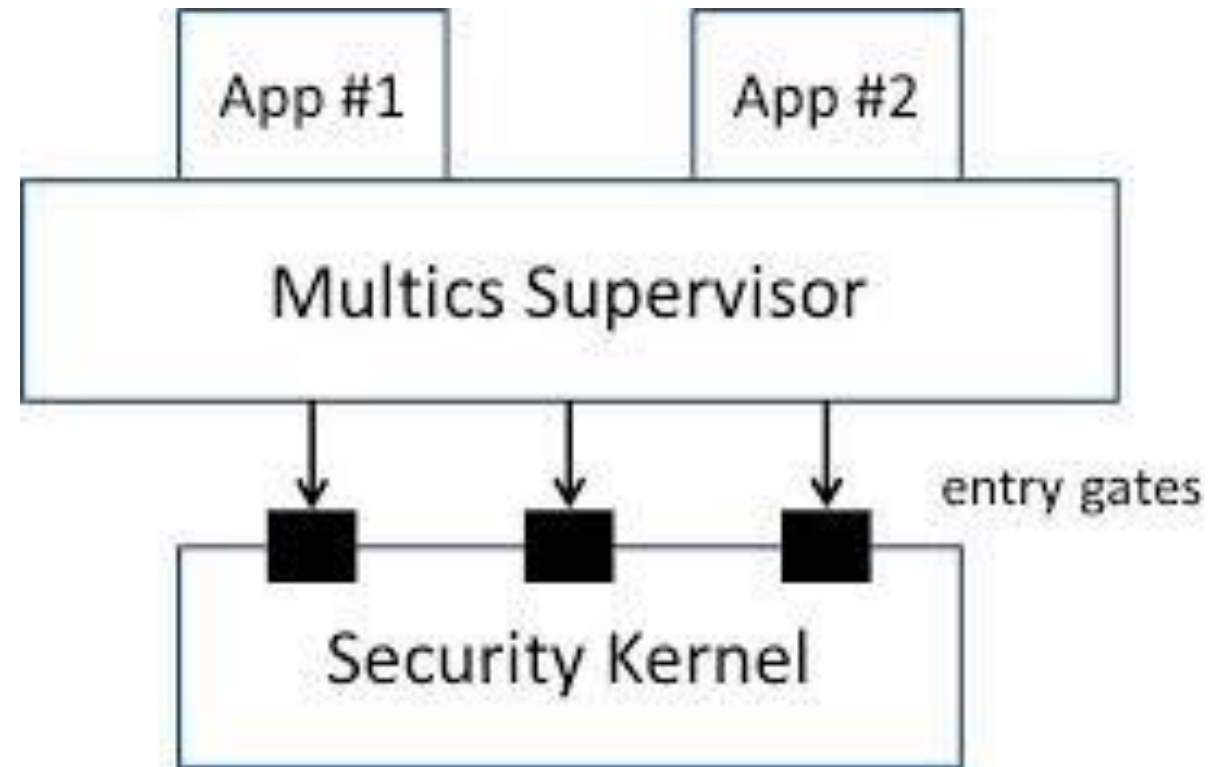 App #1
App #2
Multics Supervisor
entry gates
Security Kernel